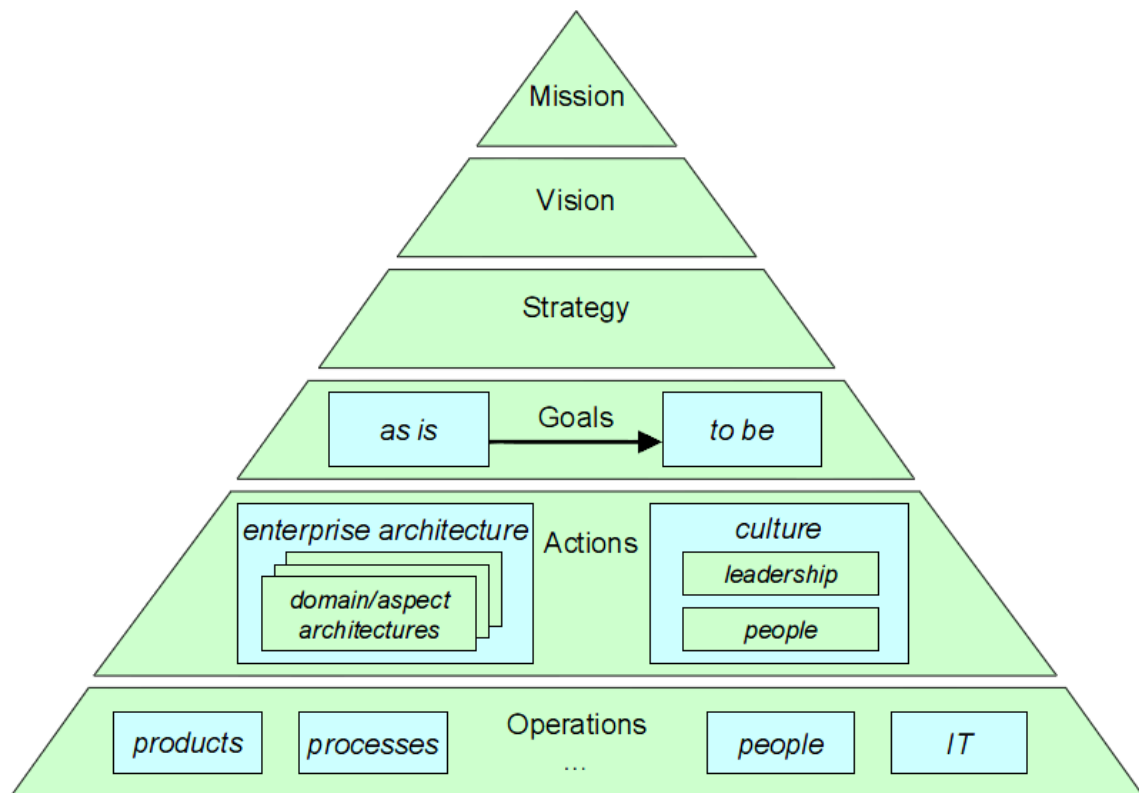 Mission
Vision
Strategy
as is
Goals
to be
enterprise architecture
domain/aspect
architectures
Actions
culture
leadership
people
products
processes
Operations
...
people
IT